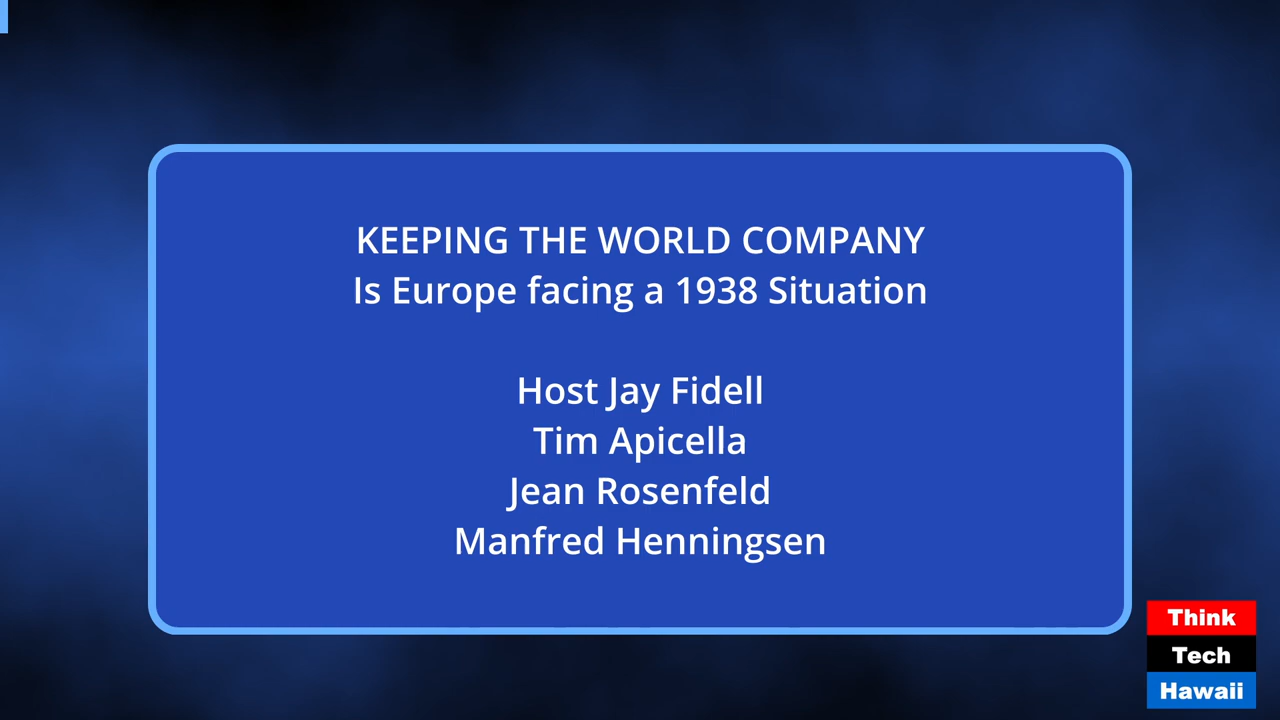 KEEPING THE WORLD COMPANY
Is Europe facing a 1938 Situation
Host Jay Fidell
Tim Apicella
Jean Rosenfeld
Manfred Henningsen
Think
Tech
Hawaii